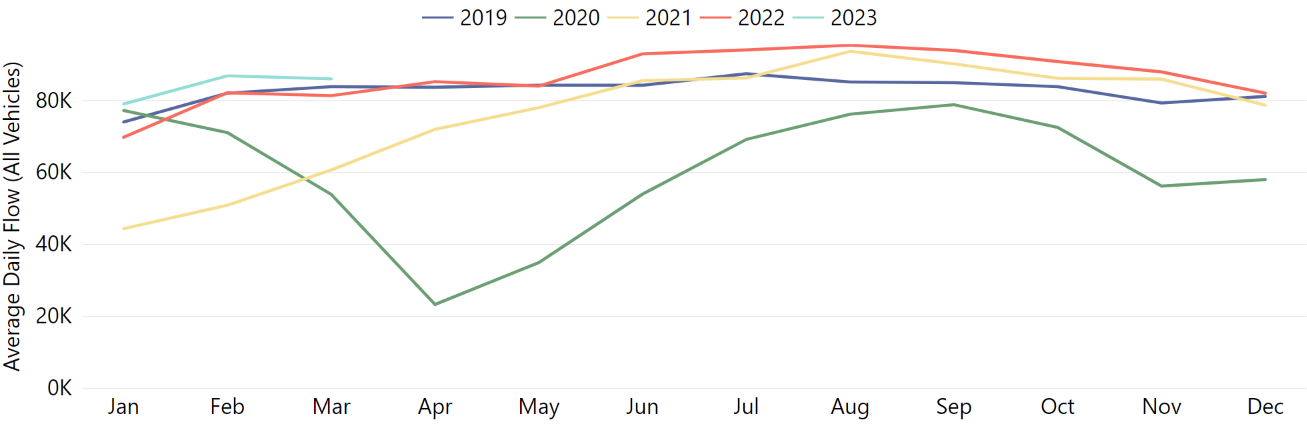 2019 2020 2021 2022 2023
Average Daily Flow (All Vehicles)
80K
60K
40K
20K
0K
Jan Feb Mar Apr May Jun Jul Aug Sep Oct Nov Dec